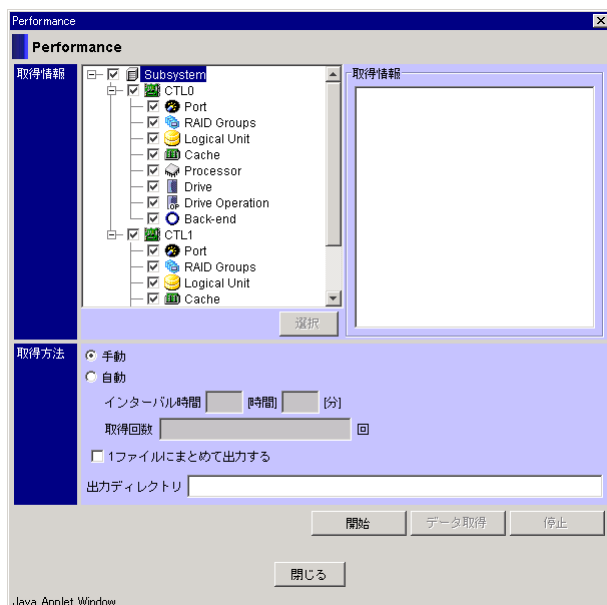 Performance
Performance
取得情報
Subsystem
CTL0
Port
RAID Groups
Logical Unit
Cache
Processor
Drive
Drive Operation
Back-end
CTL1
Port
RAID Groups
Logical Unit
Cache
選択
取得情報
取得方法
手動
自動
インターバル時間 [時間] [分]
取得回数 回
1ファイルにまとめて出力する
出力ディレクトリ
開始 データ取得 停止
閉じる
Java Applet Window